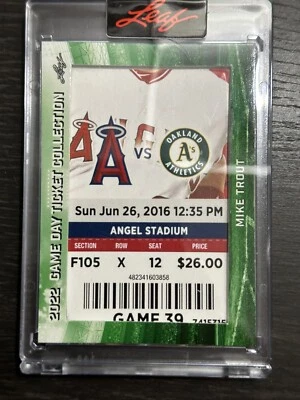 Leaf
Leaf
2022 GAME DAY TICKET COLLECTION
MIKE TROUT
A VS OAKLAND ATHLETICS
A's
Sun Jun 26, 2016 12:35 PM
ANGEL STADIUM
SECTION ROW SEAT PRICE
F105 X 12 $26.00
482341603858
GAME 39